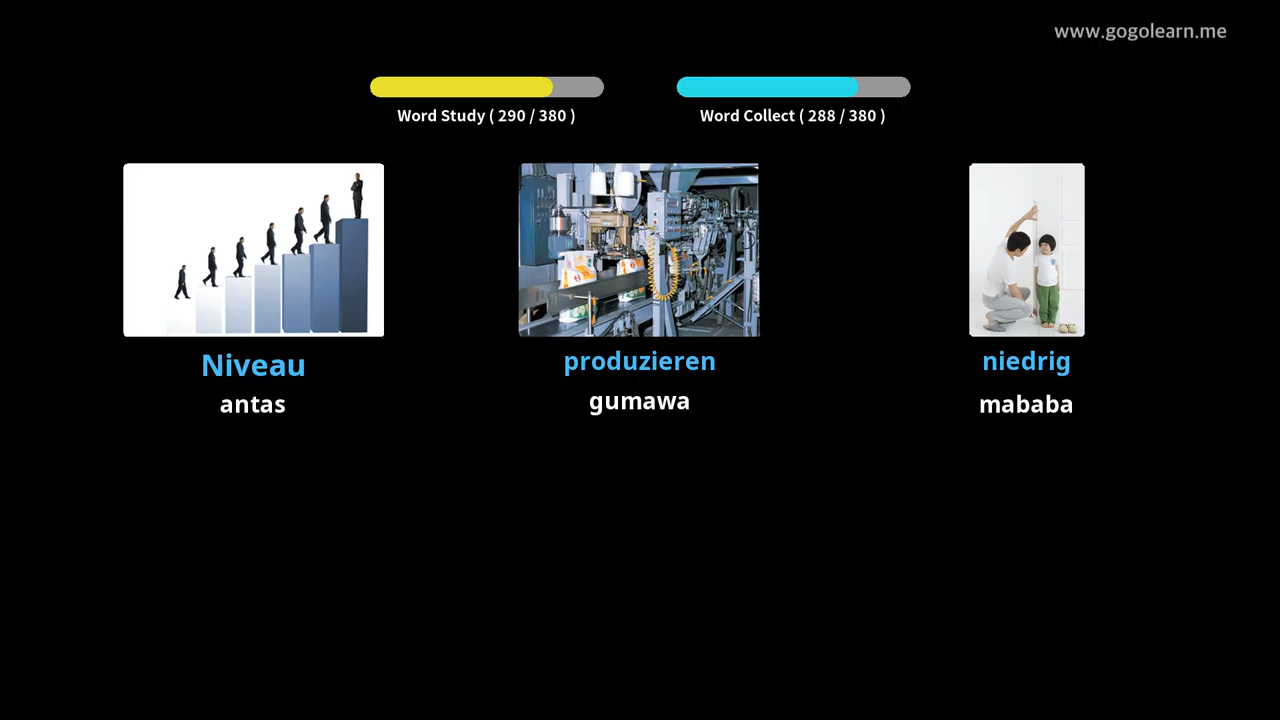 www.gogolearn.me
Word Study ( 290 / 380 )
Word Collect ( 288 / 380 )
Niveau
produzieren
niedrig
antas
gumawa
mababa